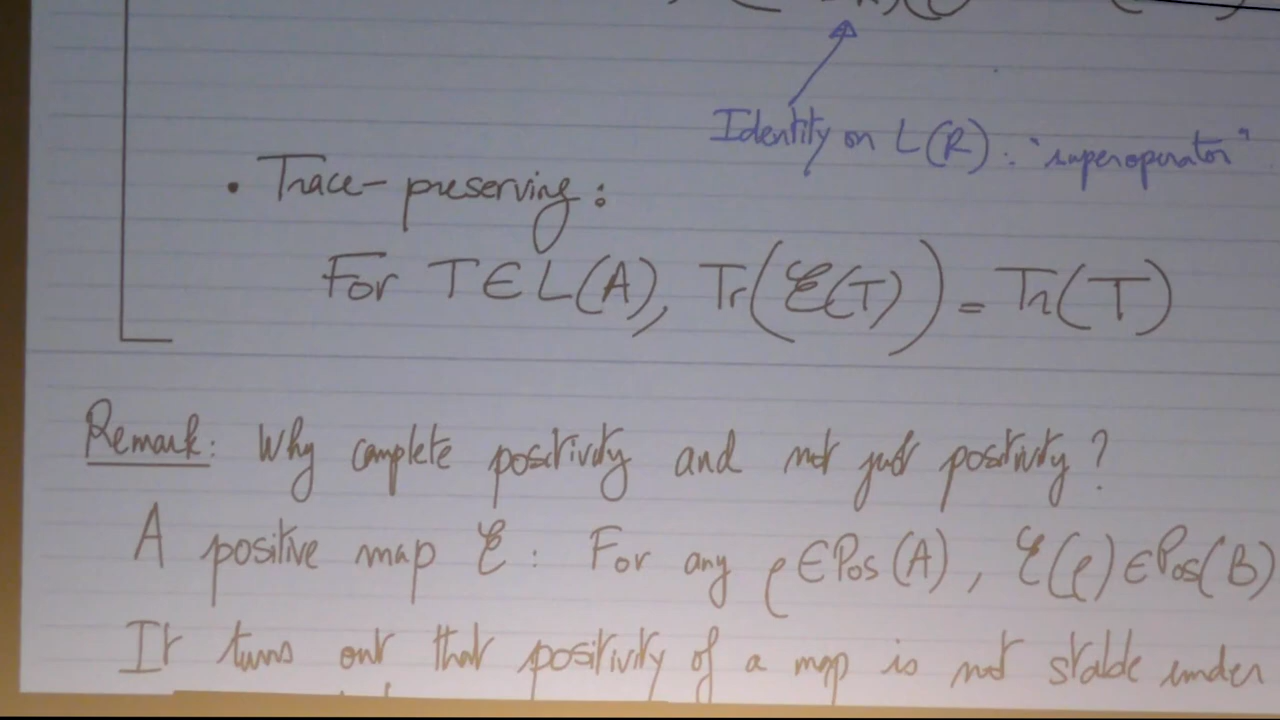 Identity on L(R). "superoperator"
• Trace-preserving:
For T ∈ L(A), Tr(ℰ(T)) = Tr(T)
Remark: Why complete positivity and not just positivity?
A positive map ℰ: For any ρ ∈ Pos(A), ℰ(ρ) ∈ Pos(B)
It turns out that positivity of a map is not stable under